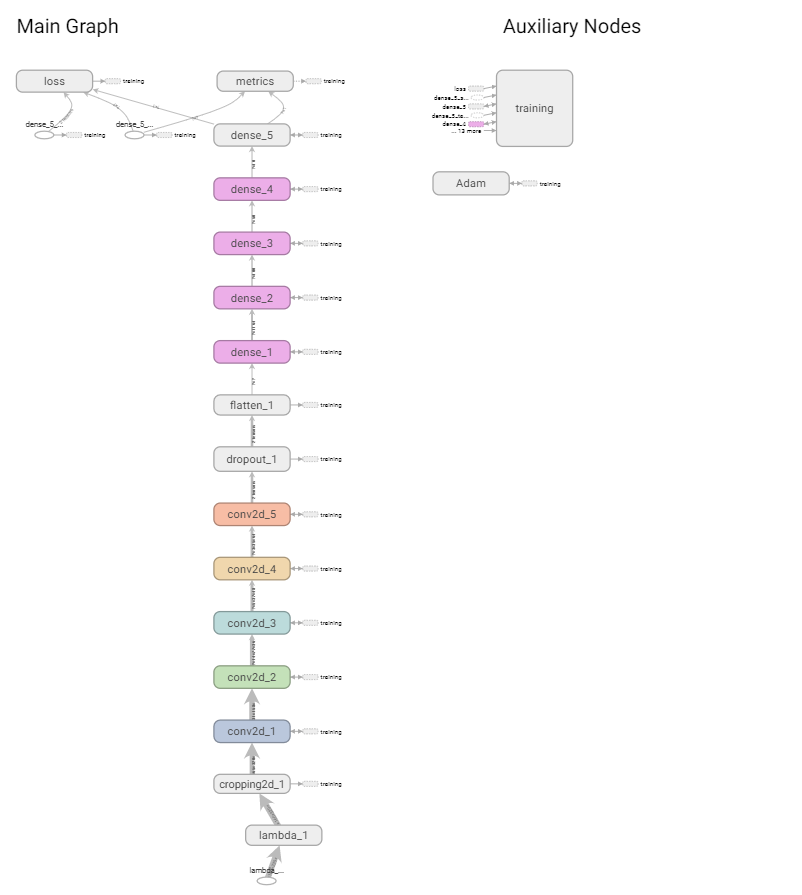 Main Graph
Auxiliary Nodes
loss
training
metrics
training
dense_5_...
training
dense_5_...
training
dense_5
training
dense_4
training
dense_3
training
dense_2
training
dense_1
training
flatten_1
training
dropout_1
training
conv2d_5
training
conv2d_4
training
conv2d_3
training
conv2d_2
training
conv2d_1
training
cropping2d_1
training
lambda_1
lambda_...
loss
dense_5_s...
dense_5
dense_5_ta...
dense_4
... 13 more
training
Adam
training